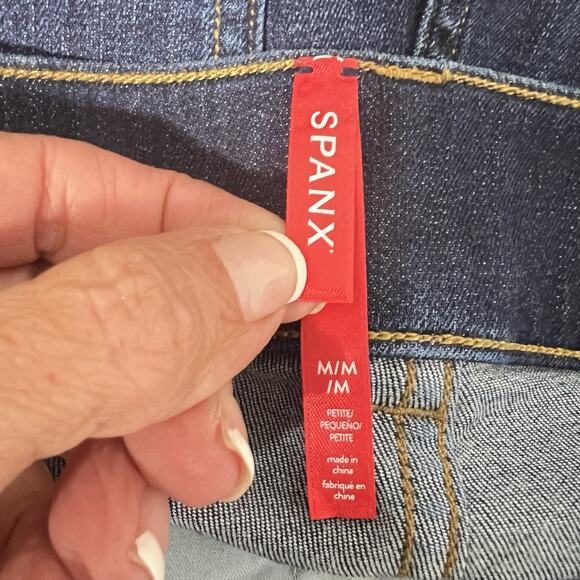 SPANX
M/M
/M
PETITE/
PEQUEÑO/
PETITE
made in
china
fabriqué en
chine